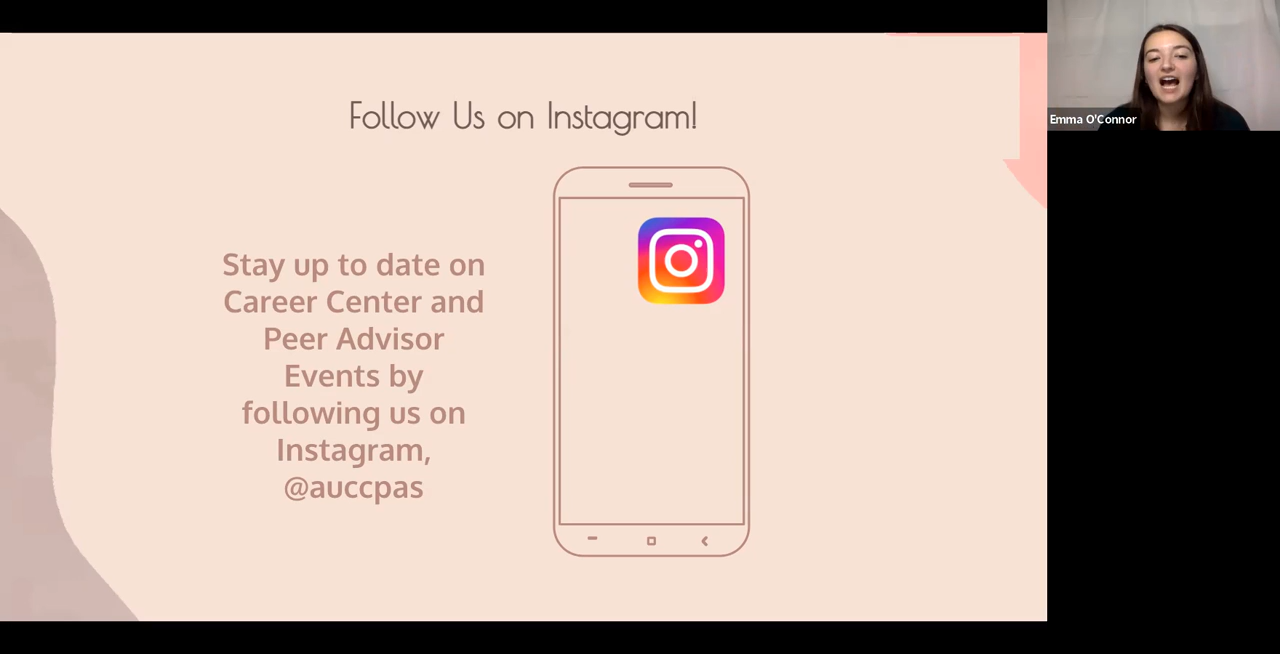 Follow Us on Instagram!
Stay up to date on
Career Center and
Peer Advisor
Events by
following us on
Instagram,
@auccpas
Emma O'Connor